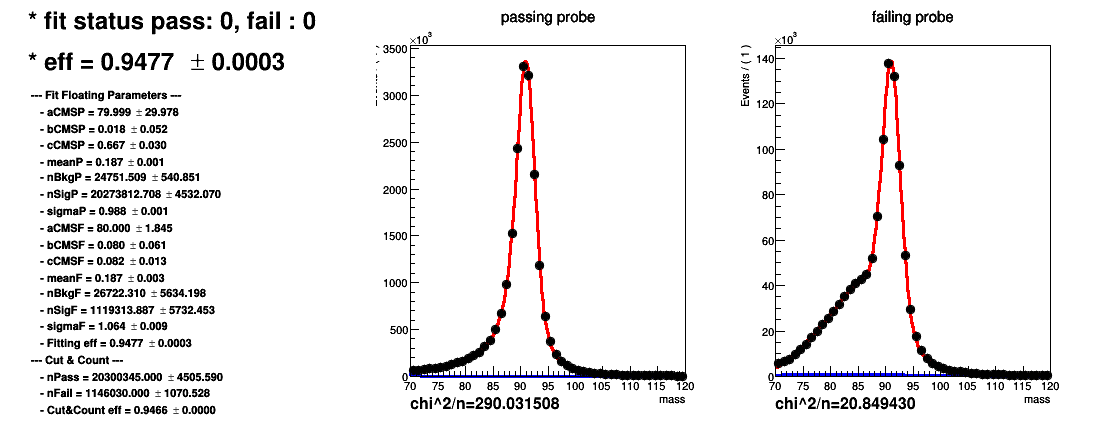 * fit status pass: 0, fail : 0
* eff = 0.9477 ± 0.0003
--- Fit Floating Parameters ---
- aCMSP = 79.999 ± 29.978
- bCMSP = 0.018 ± 0.052
- cCMSP = 0.667 ± 0.030
- meanP = 0.187 ± 0.001
- nBkgP = 24751.509 ± 540.851
- nSigP = 20273812.708 ± 4532.070
- sigmaP = 0.988 ± 0.001
- aCMSF = 80.000 ± 1.845
- bCMSF = 0.080 ± 0.061
- cCMSF = 0.082 ± 0.013
- meanF = 0.187 ± 0.003
- nBkgF = 26722.310 ± 5634.198
- nSigF = 1119313.887 ± 5732.453
- sigmaF = 1.064 ± 0.009
- Fitting eff = 0.9477 ± 0.0003
--- Cut & Count ---
- nPass = 20300345.000 ± 4505.590
- nFail = 1146030.000 ± 1070.528
- Cut&Count eff = 0.9466 ± 0.0000
passing probe
×10³
3500
3000
2500
2000
1500
1000
500
0
70 75 80 85 90 95 100 105 110 115 120
mass
chi^2/n=290.031508
failing probe
×10³
Events / ( 1 )
140
120
100
80
60
40
20
0
70 75 80 85 90 95 100 105 110 115 120
mass
chi^2/n=20.849430